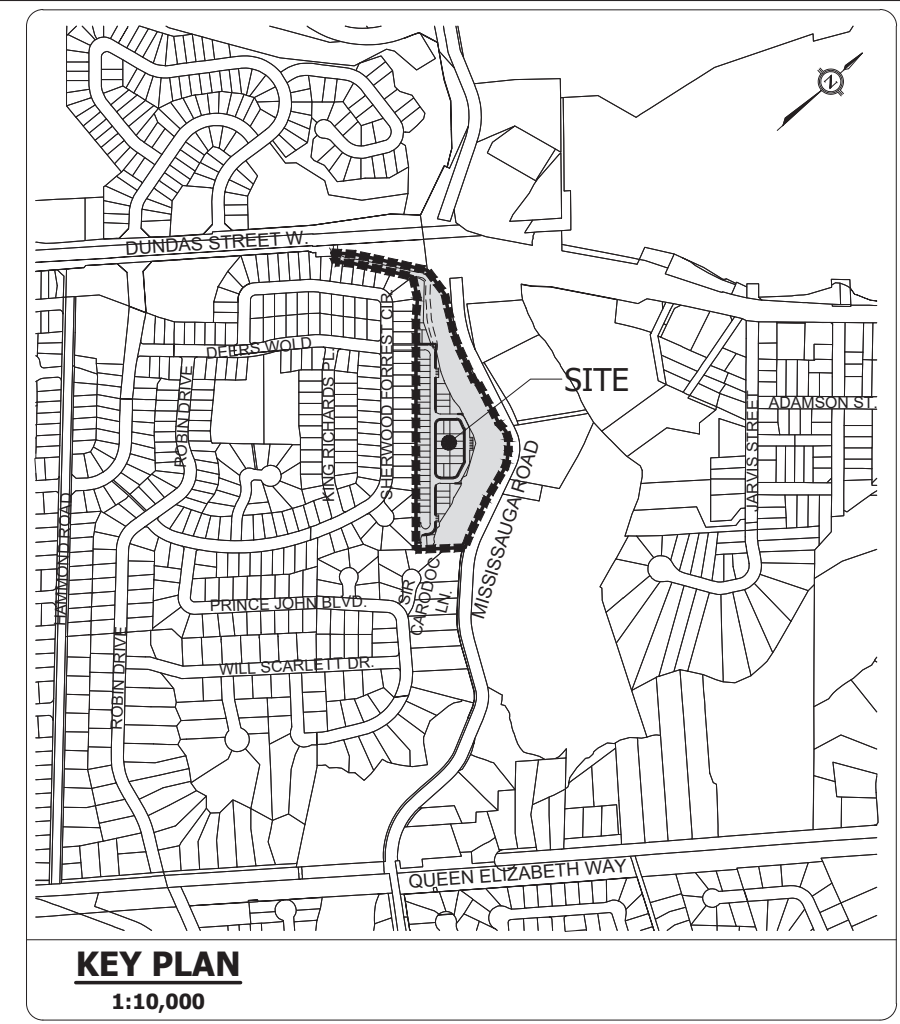 N
DUNDAS STREET W.
DEERS WOLD
ROBIN DRIVE
KING RICHARDS PL.
SHERWOOD FORREST CIR
SITE
ADAMSON ST.
JARVIS STREET
HAMMOND ROAD
MISSISSAUGA ROAD
SIR
CARODOC
LN.
PRINCE JOHN BLVD.
WILL SCARLETT DR.
ROBIN DRIVE
QUEEN ELIZABETH WAY
KEY PLAN
1:10,000